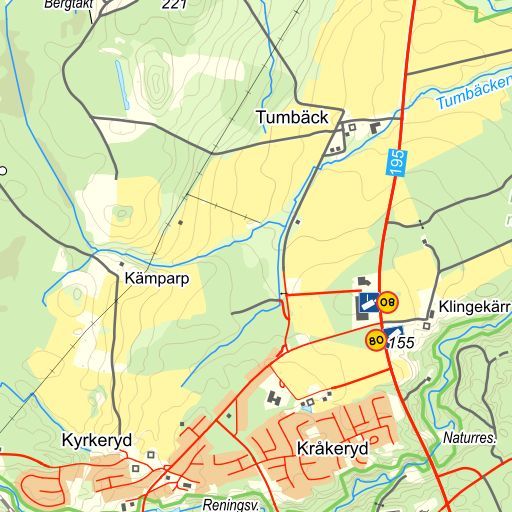 Bergtäkt
221
Tumbäcken
Tumbäck
195
Kämparp
80
Klingekärr
80
155
Kyrkeryd
Kråkeryd
Naturres.
Reningsv.